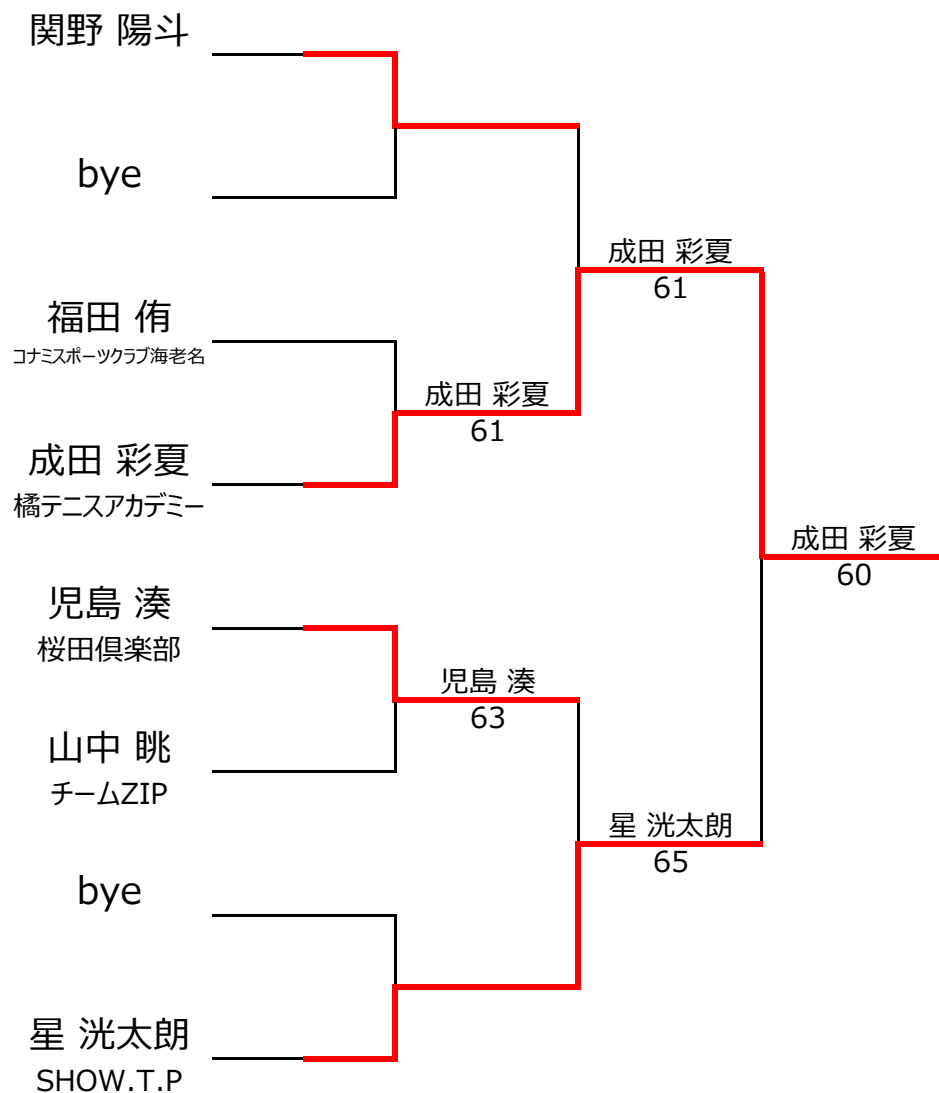 関野 陽斗
bye
福田 侑
コナミスポーツクラブ海老名
成田 彩夏
橘テニスアカデミー
児島 湊
桜田倶楽部
山中 眺
チームZIP
bye
星 洸太朗
SHOW.T.P
成田 彩夏
61
児島 湊
63
成田 彩夏
61
星 洸太朗
65
成田 彩夏
60